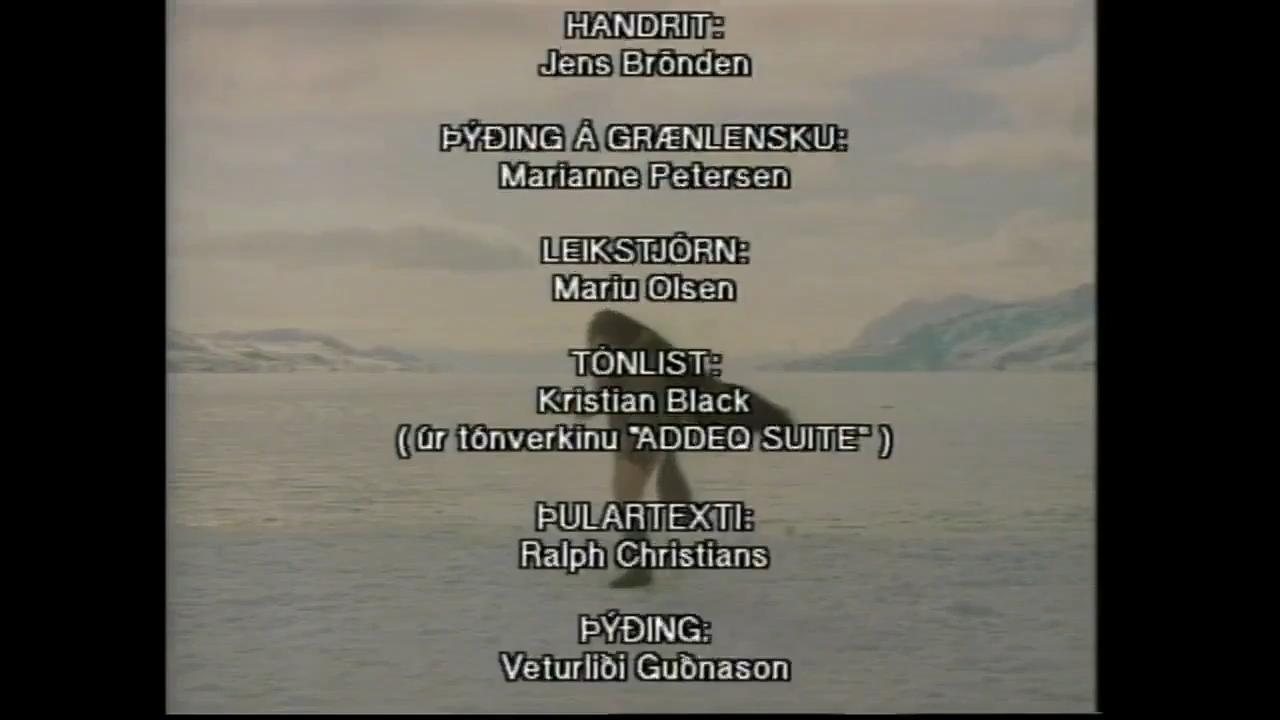 HANDRIT:
Jens Brönden
ÞÝÐING Á GRÆNLENSKU:
Marianne Petersen
LEIKSTJÓRN:
Mariu Olsen
TÓNLIST:
Kristian Black
( úr tónverkinu "ADDEQ SUITE" )
ÞULARTEXTI:
Ralph Christians
ÞÝÐING:
Veturliði Guðnason